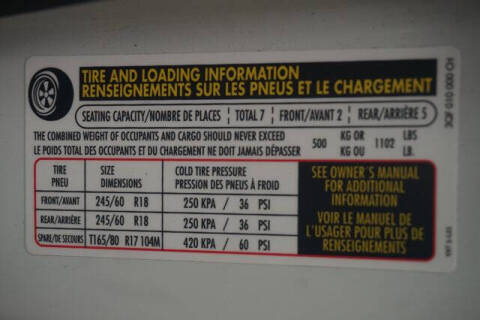 TIRE AND LOADING INFORMATION
RENSEIGNEMENTS SUR LES PNEUS ET LE CHARGEMENT
SEATING CAPACITY/NOMBRE DE PLACES TOTAL 7 FRONT/AVANT 2 REAR/ARRIÈRE 5
THE COMBINED WEIGHT OF OCCUPANTS AND CARGO SHOULD NEVER EXCEED
LE POIDS TOTAL DES OCCUPANTS ET DU CHARGEMENT NE DOIT JAMAIS DÉPASSER
500 KG OR 1102 LBS
KG OU LB.
TIRE SIZE COLD TIRE PRESSURE
PNEU DIMENSIONS PRESSION DES PNEUS À FROID
FRONT/AVANT 245/60 R18 250 KPA / 36 PSI
REAR/ARRIÈRE 245/60 R18 250 KPA / 36 PSI
SPARE/DE SECOURS T165/80 R17 104M 420 KPA / 60 PSI
SEE OWNER'S MANUAL
FOR ADDITIONAL
INFORMATION
VOIR LE MANUEL DE
L'USAGER POUR PLUS DE
RENSEIGNEMENTS
3QF 010 000 CH